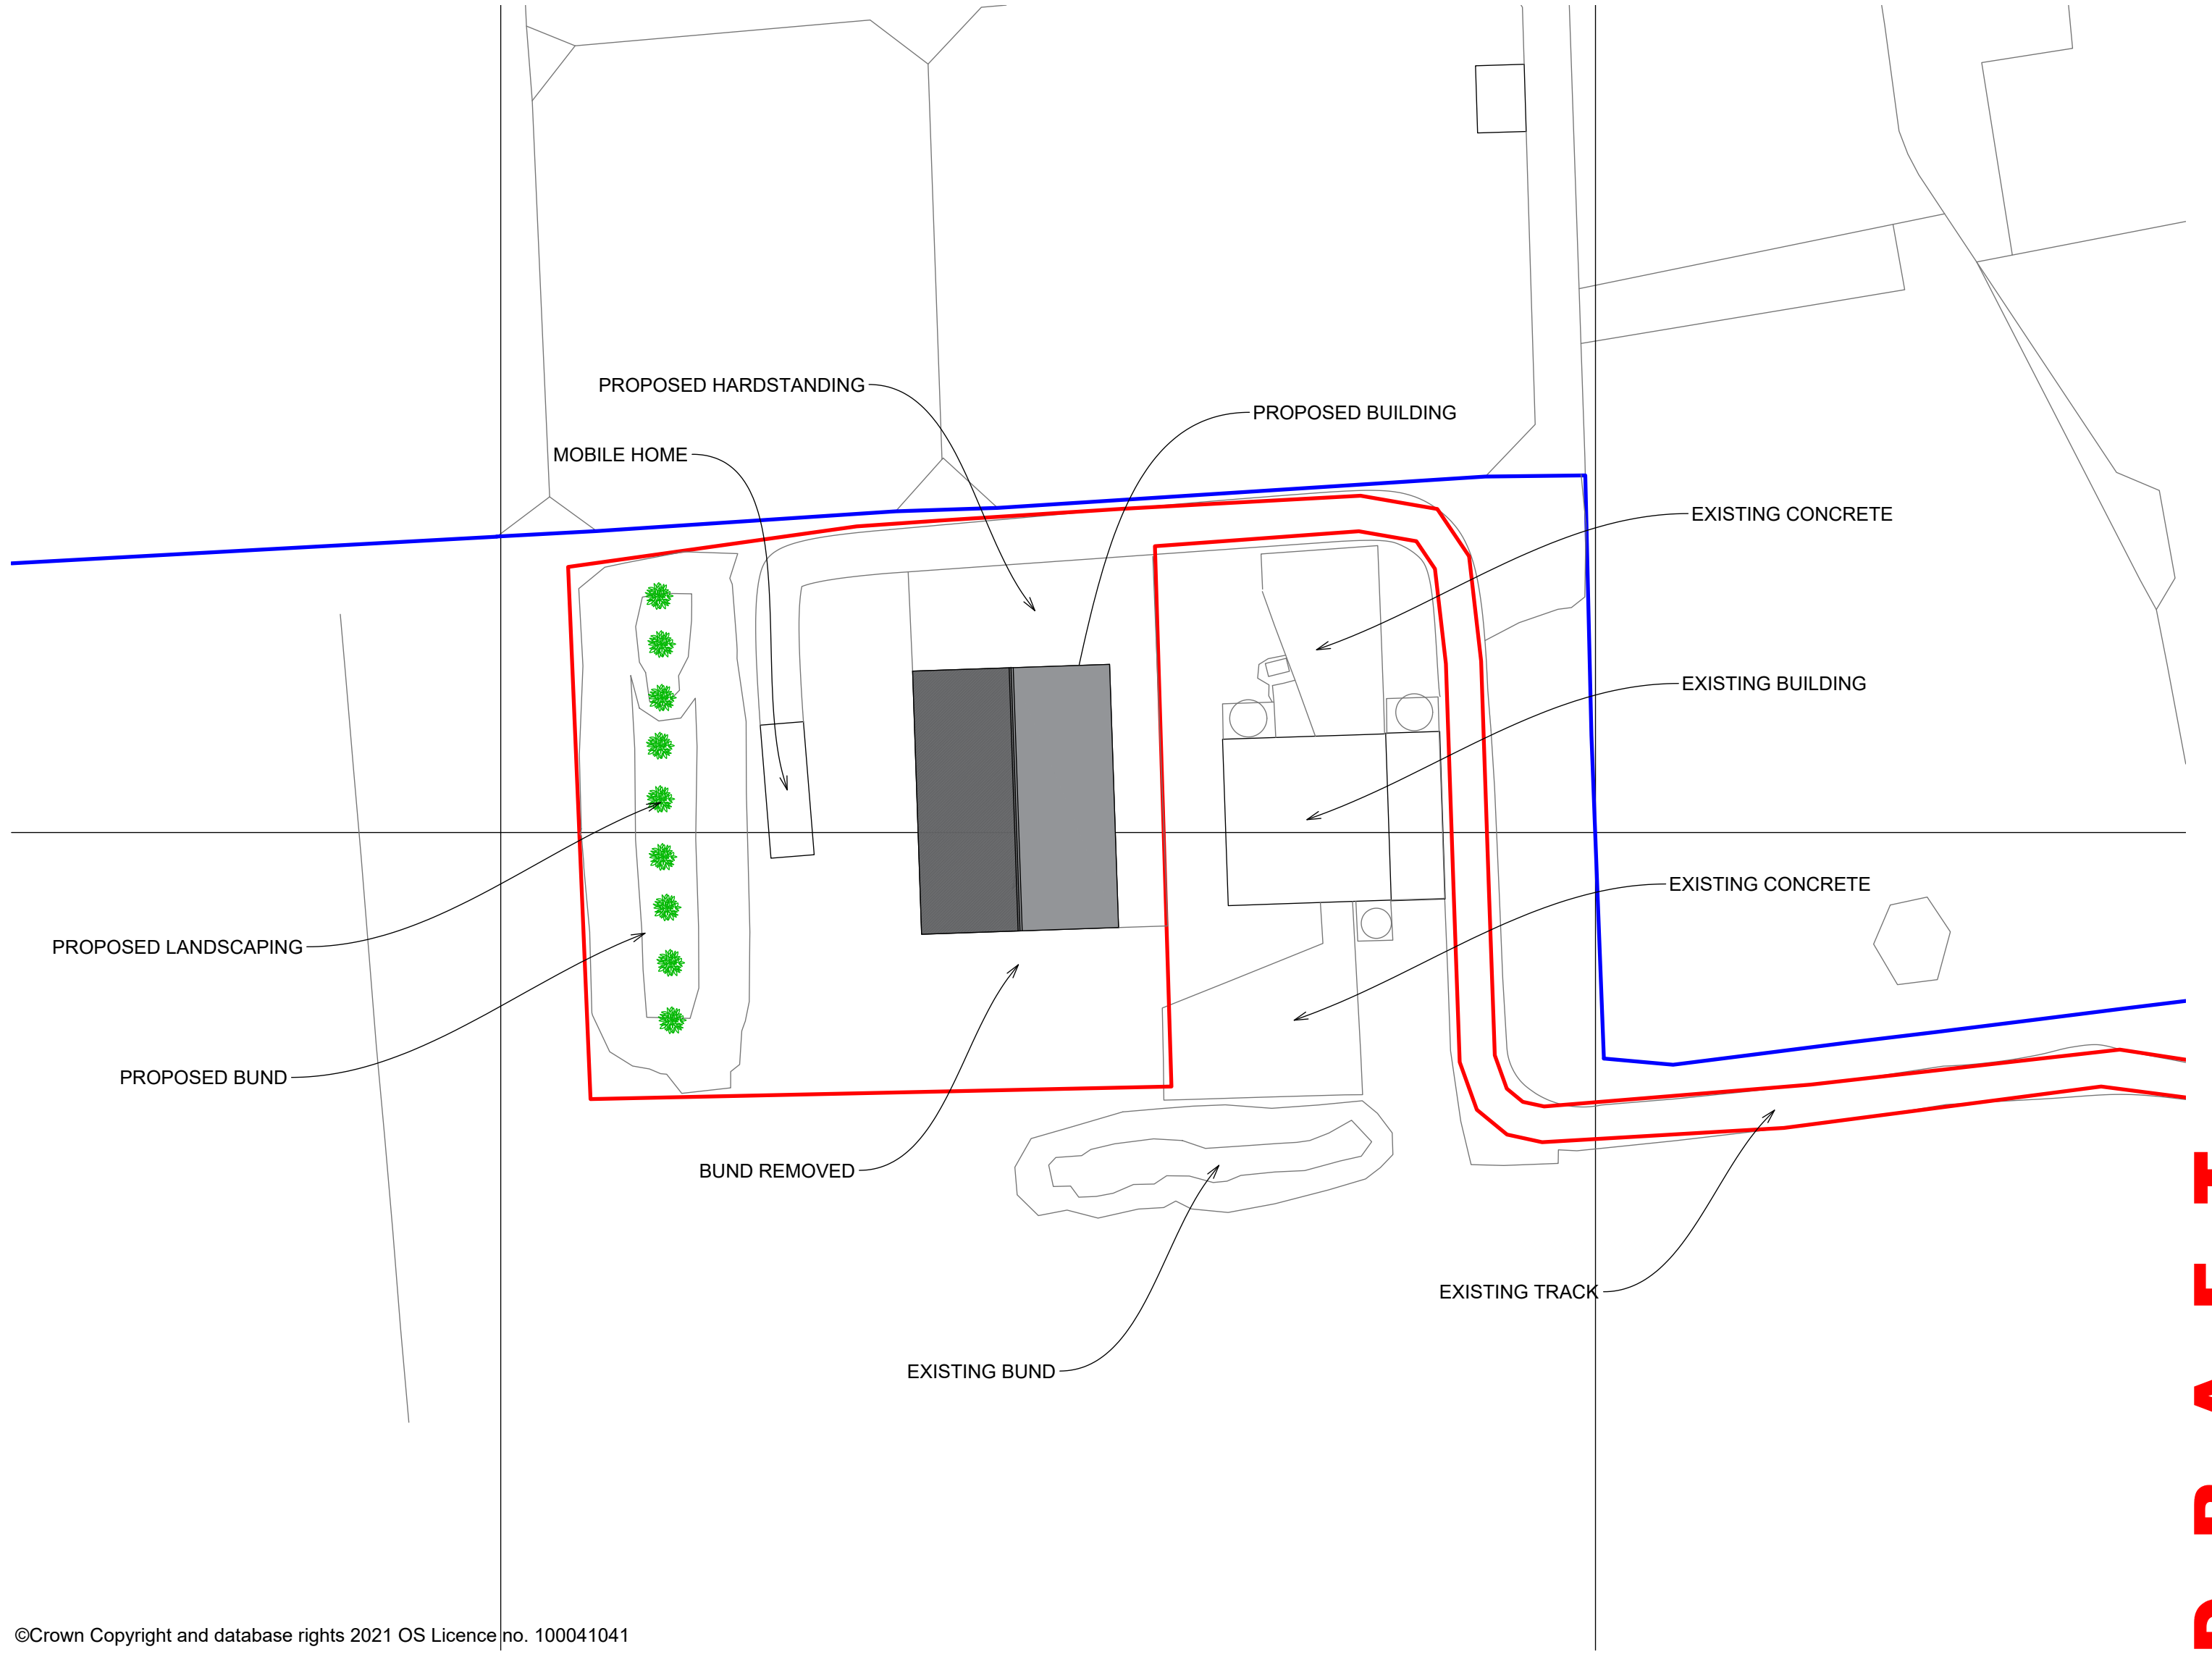 PROPOSED HARDSTANDING
PROPOSED BUILDING
MOBILE HOME
EXISTING CONCRETE
EXISTING BUILDING
EXISTING CONCRETE
PROPOSED LANDSCAPING
PROPOSED BUND
BUND REMOVED
EXISTING TRACK
EXISTING BUND
©Crown Copyright and database rights 2021 OS Licence no. 100041041
DRAFT